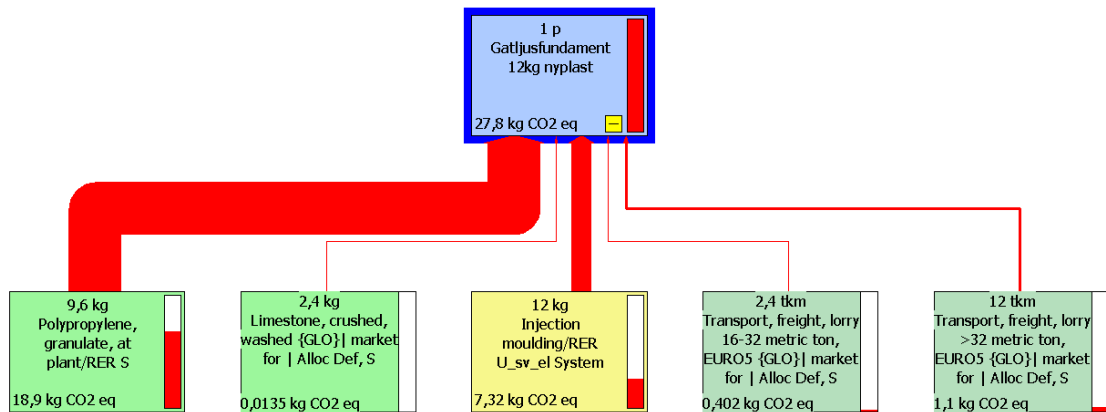 1 p
Gatljusfundament
12kg nyplast
27,8 kg CO2 eq
9,6 kg
Polypropylene,
granulate, at
plant/RER S
18,9 kg CO2 eq
2,4 kg
Limestone, crushed,
washed {GLO}| market
for | Alloc Def, S
0,0135 kg CO2 eq
12 kg
Injection
moulding/RER
U_sv_el System
7,32 kg CO2 eq
2,4 tkm
Transport, freight, lorry
16-32 metric ton,
EURO5 {GLO}| market
for | Alloc Def, S
0,402 kg CO2 eq
12 tkm
Transport, freight, lorry
>32 metric ton,
EURO5 {GLO}| market
for | Alloc Def, S
1,1 kg CO2 eq